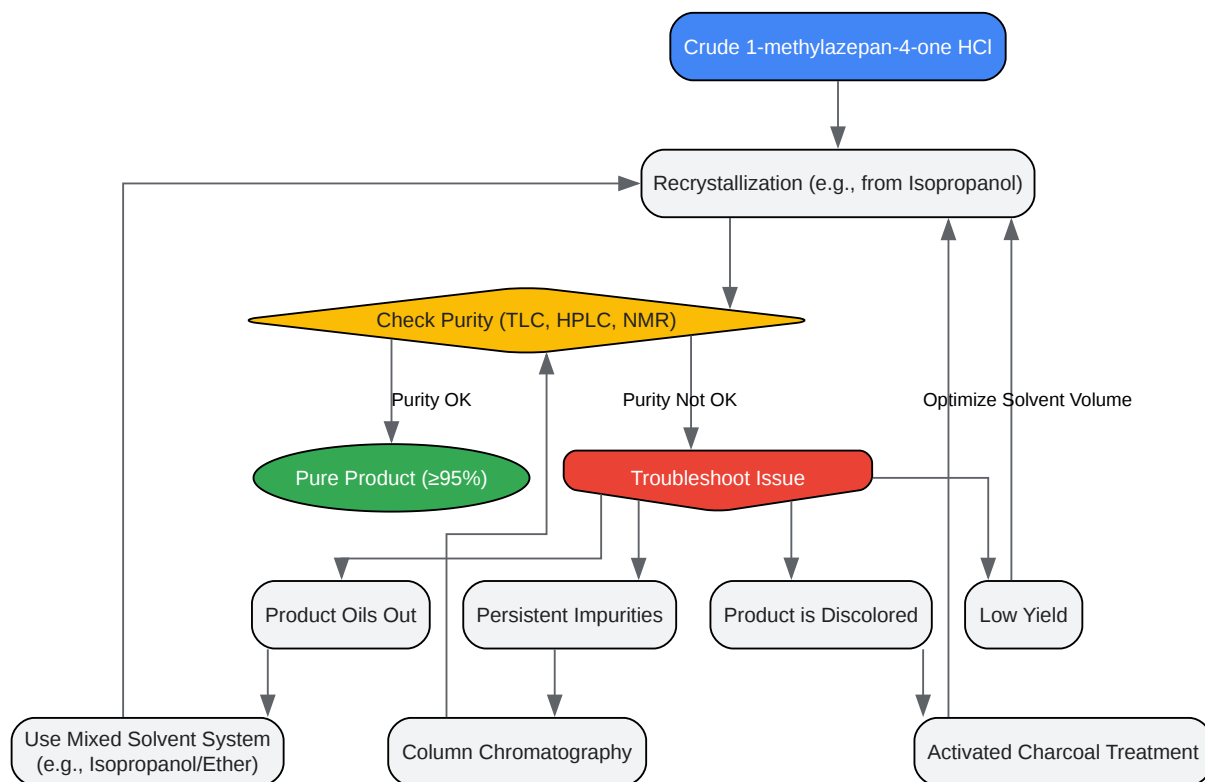 Crude 1-methylazepan-4-one HCl
Recrystallization (e.g., from Isopropanol)
Check Purity (TLC, HPLC, NMR)
Purity OK
Purity Not OK
Optimize Solvent Volume
Pure Product (≥95%)
Troubleshoot Issue
Product Oils Out
Persistent Impurities
Product is Discolored
Low Yield
Use Mixed Solvent System
(e.g., Isopropanol/Ether)
Column Chromatography
Activated Charcoal Treatment